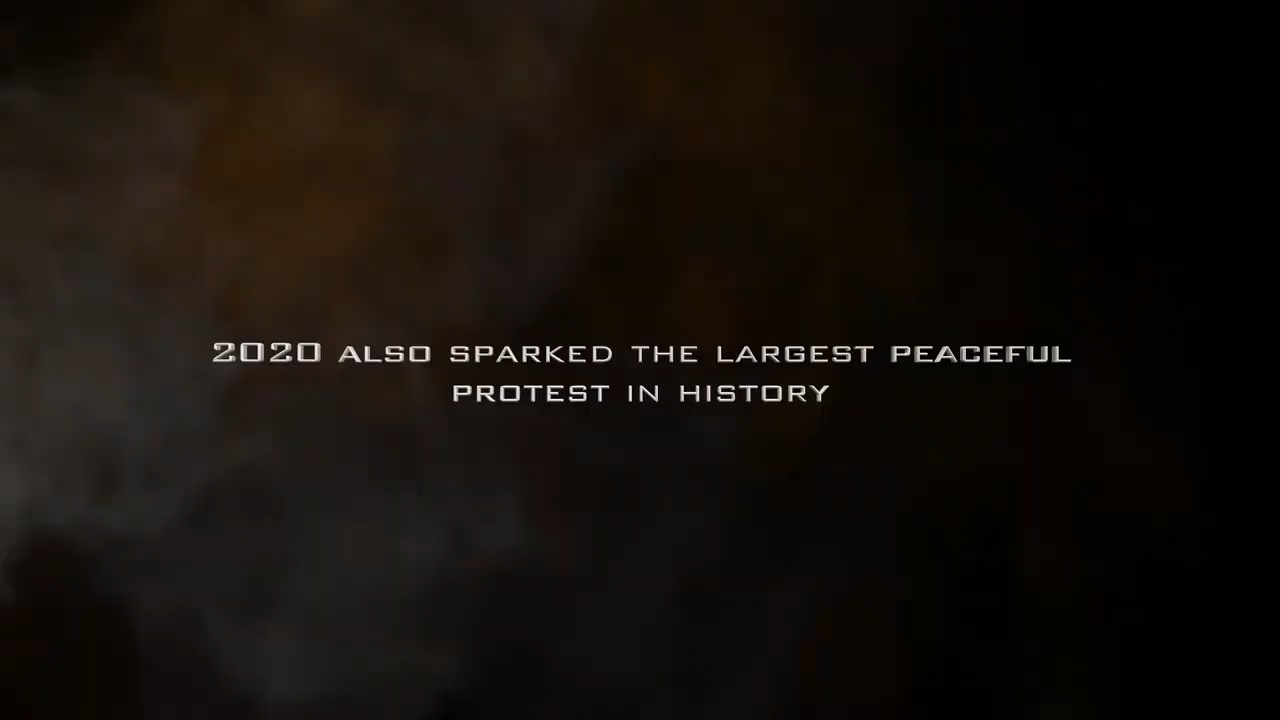 2020 ALSO SPARKED THE LARGEST PEACEFUL
PROTEST IN HISTORY